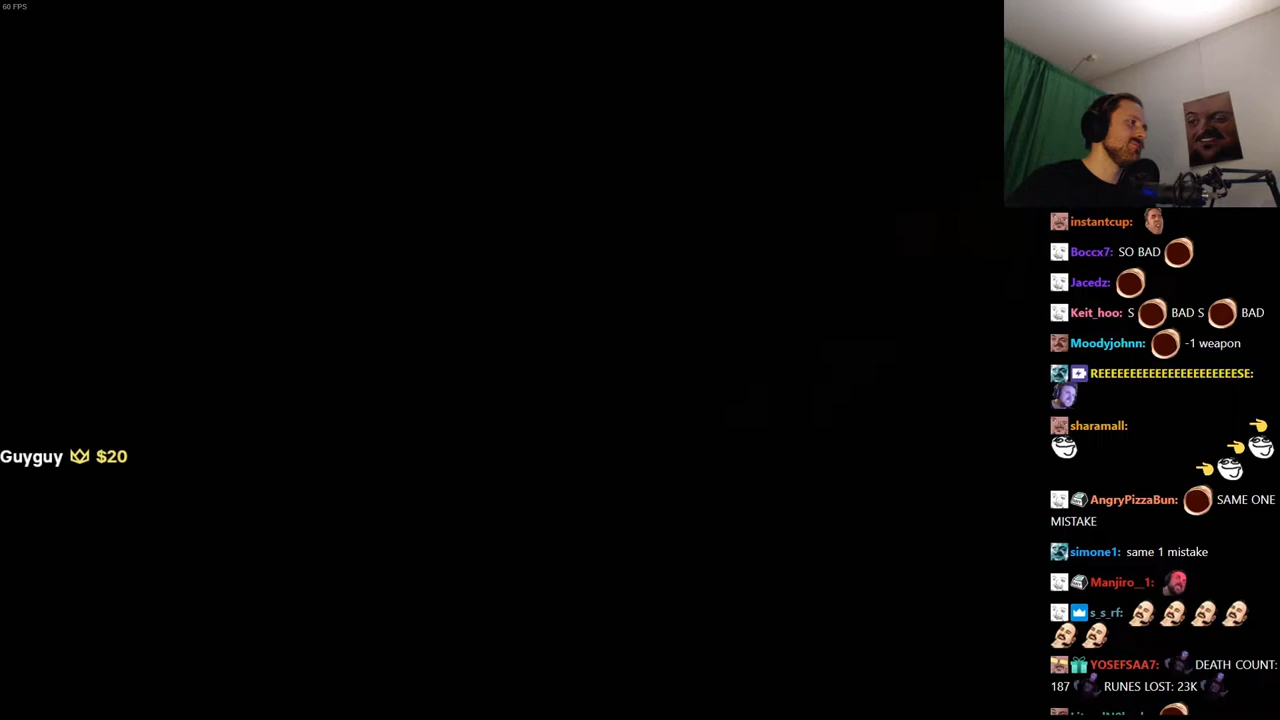 60 FPS
instantcup:
Boccx7: SO BAD
Jacedz:
Keit_hoo: S BAD S BAD
Moodyjohnn: -1 weapon
REEEEEEEEEEEEEEEEEEEEEESE:
sharamall:
Guyguy $20
AngryPizzaBun: SAME ONE
MISTAKE
simone1: same 1 mistake
Manjiro__1:
s_s_rf:
YOSEFSAA7: DEATH COUNT:
187 RUNES LOST: 23K